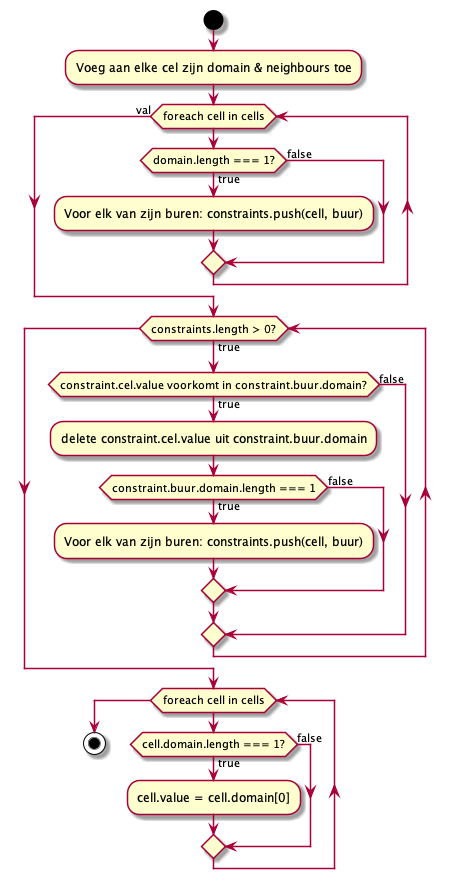 Voeg aan elke cel zijn domain & neighbours toe
val
foreach cell in cells
domain.length === 1?
false
true
Voor elk van zijn buren: constraints.push(cell, buur)
constraints.length > 0?
true
constraint.cel.value voorkomt in constraint.buur.domain?
false
true
delete constraint.cel.value uit constraint.buur.domain
constraint.buur.domain.length === 1
false
true
Voor elk van zijn buren: constraints.push(cell, buur)
foreach cell in cells
cell.domain.length === 1?
false
true
cell.value = cell.domain[0]